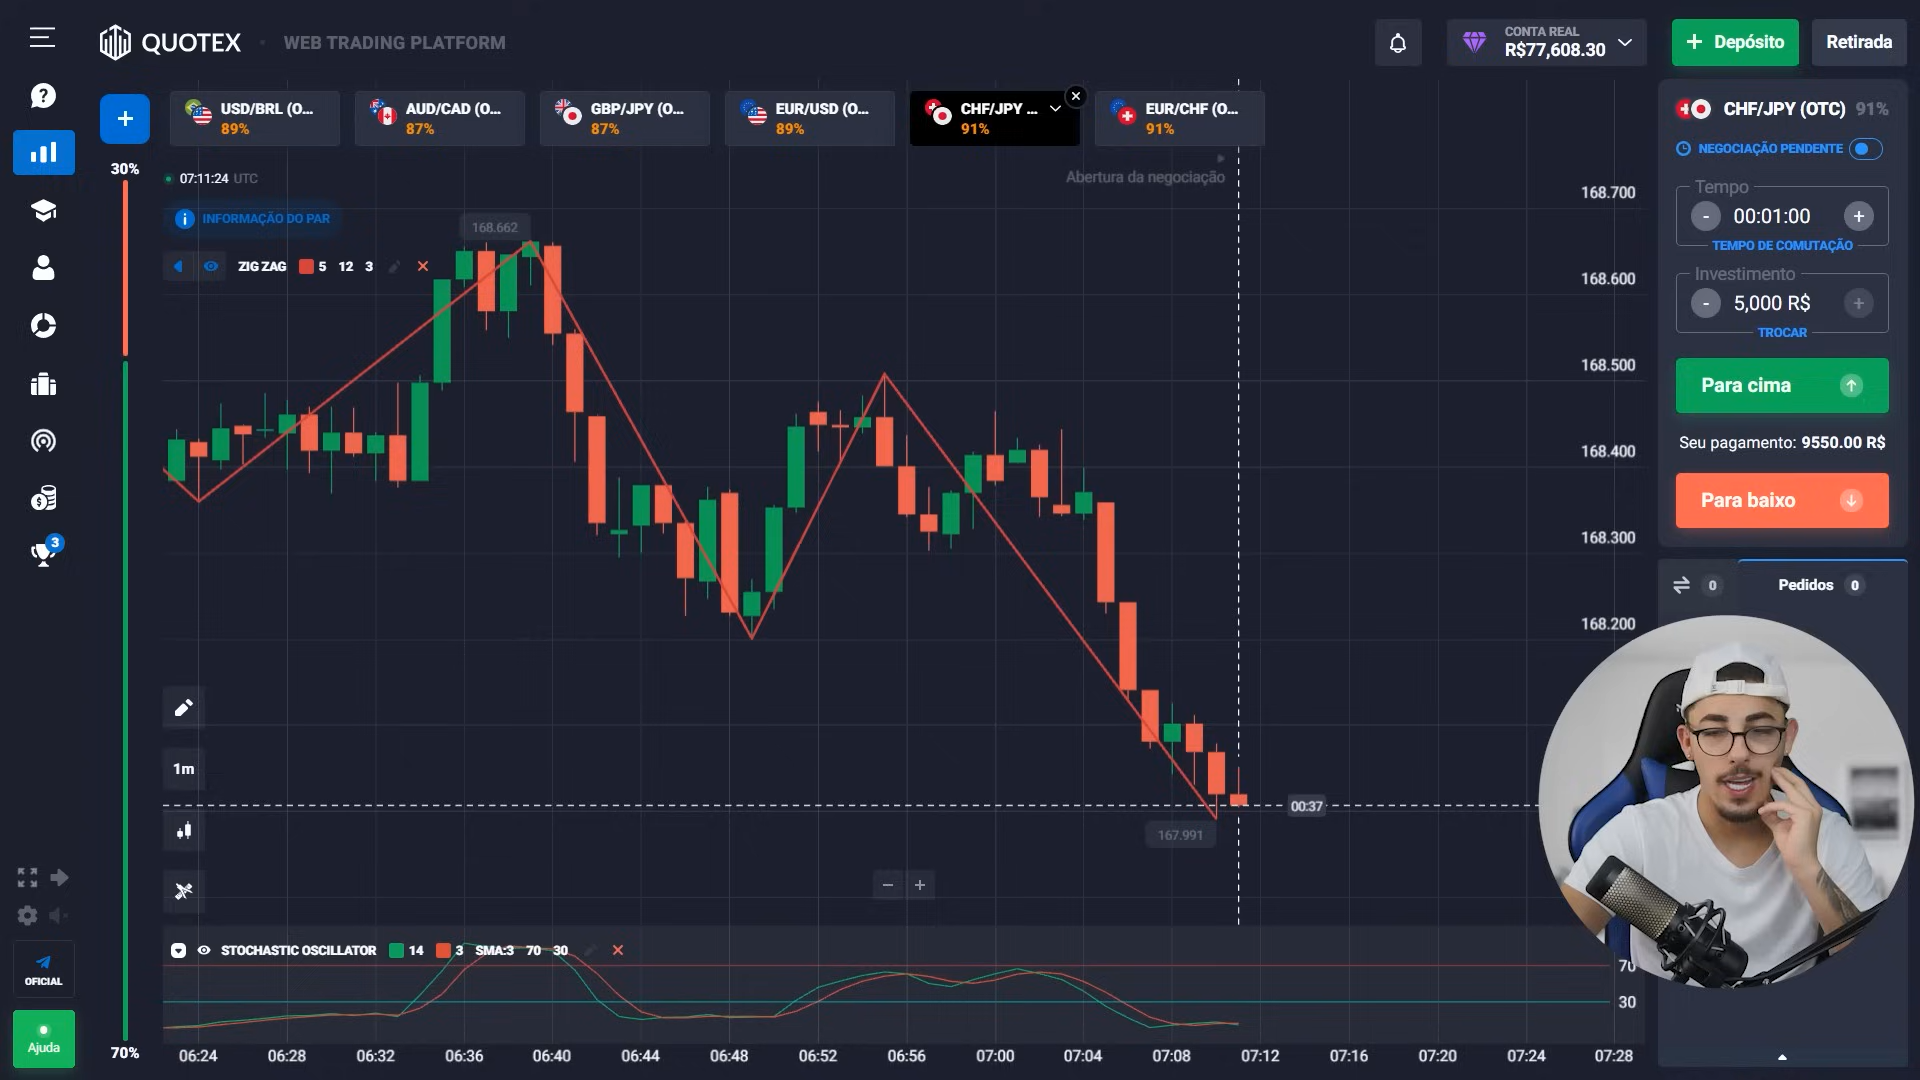 QUOTEX
WEB TRADING PLATFORM
CONTA REAL
R$77,608.30
+ Depósito
Retirada
+
USD/BRL (O...
89%
AUD/CAD (O...
87%
GBP/JPY (O...
87%
EUR/USD (O...
89%
CHF/JPY ...
91%
EUR/CHF (O...
91%
CHF/JPY (OTC) 91%
NEGOCIAÇÃO PENDENTE
Tempo
- 00:01:00 +
TEMPO DE COMUTAÇÃO
Investimento
- 5,000 R$ +
TROCAR
Para cima
Seu pagamento: 9550.00 R$
Para baixo
0
Pedidos 0
30%
70%
07:11:24 UTC
Abertura da negociação
INFORMAÇÃO DO PAR
ZIG ZAG 5 12 3
168.662
168.700
168.600
168.500
168.400
168.300
168.200
3
1m
00:37
167.991
− +
STOCHASTIC OSCILLATOR 14 3 SMA:3 70 30
70
30
OFICIAL
Ajuda
06:24 06:28 06:32 06:36 06:40 06:44 06:48 06:52 06:56 07:00 07:04 07:08 07:12 07:16 07:20 07:24 07:28